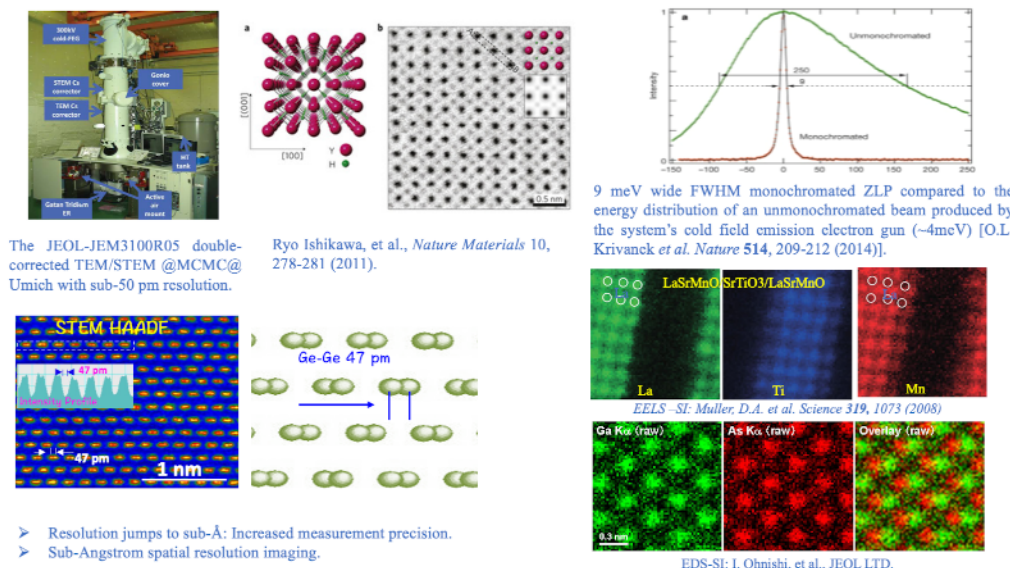 300kV
cold-FEG
STEM Cs
corrector
TEM Cs
corrector
Gonio
cover
HT
tank
Gatan Tridium
ER
Active
air
mount
The JEOL-JEM3100R05 double-
corrected TEM/STEM @MCMC@
Umich with sub-50 pm resolution.
a
[001]
[100]
Y
H
b
A
B
0.5 nm
Ryo Ishikawa, et al., Nature Materials 10,
278-281 (2011).
STEM HAADF
47 pm
Intensity Profile
47 pm
1 nm
Ge-Ge 47 pm
➢ Resolution jumps to sub-Å: Increased measurement precision.
➢ Sub-Angstrom spatial resolution imaging.
a
1
Unmonochromated
250
9
Intensity
Monochromated
0
−150 −100 −50 0 50 100 150 200 250
9 meV wide FWHM monochromated ZLP compared to the
energy distribution of an unmonochromated beam produced by
the system's cold field emission electron gun (~4meV) [O.L.
Krivanck et al. Nature 514, 209-212 (2014)].
LaSrMnO/SrTiO3/LaSrMnO
La
La
La
Ti
Mn
EELS –SI: Muller, D.A. et al. Science 319, 1073 (2008)
Ga Kα (raw)
As Kα (raw)
Overlay (raw)
0.3 nm
EDS-SI: I. Ohnishi, et al., JEOL LTD.